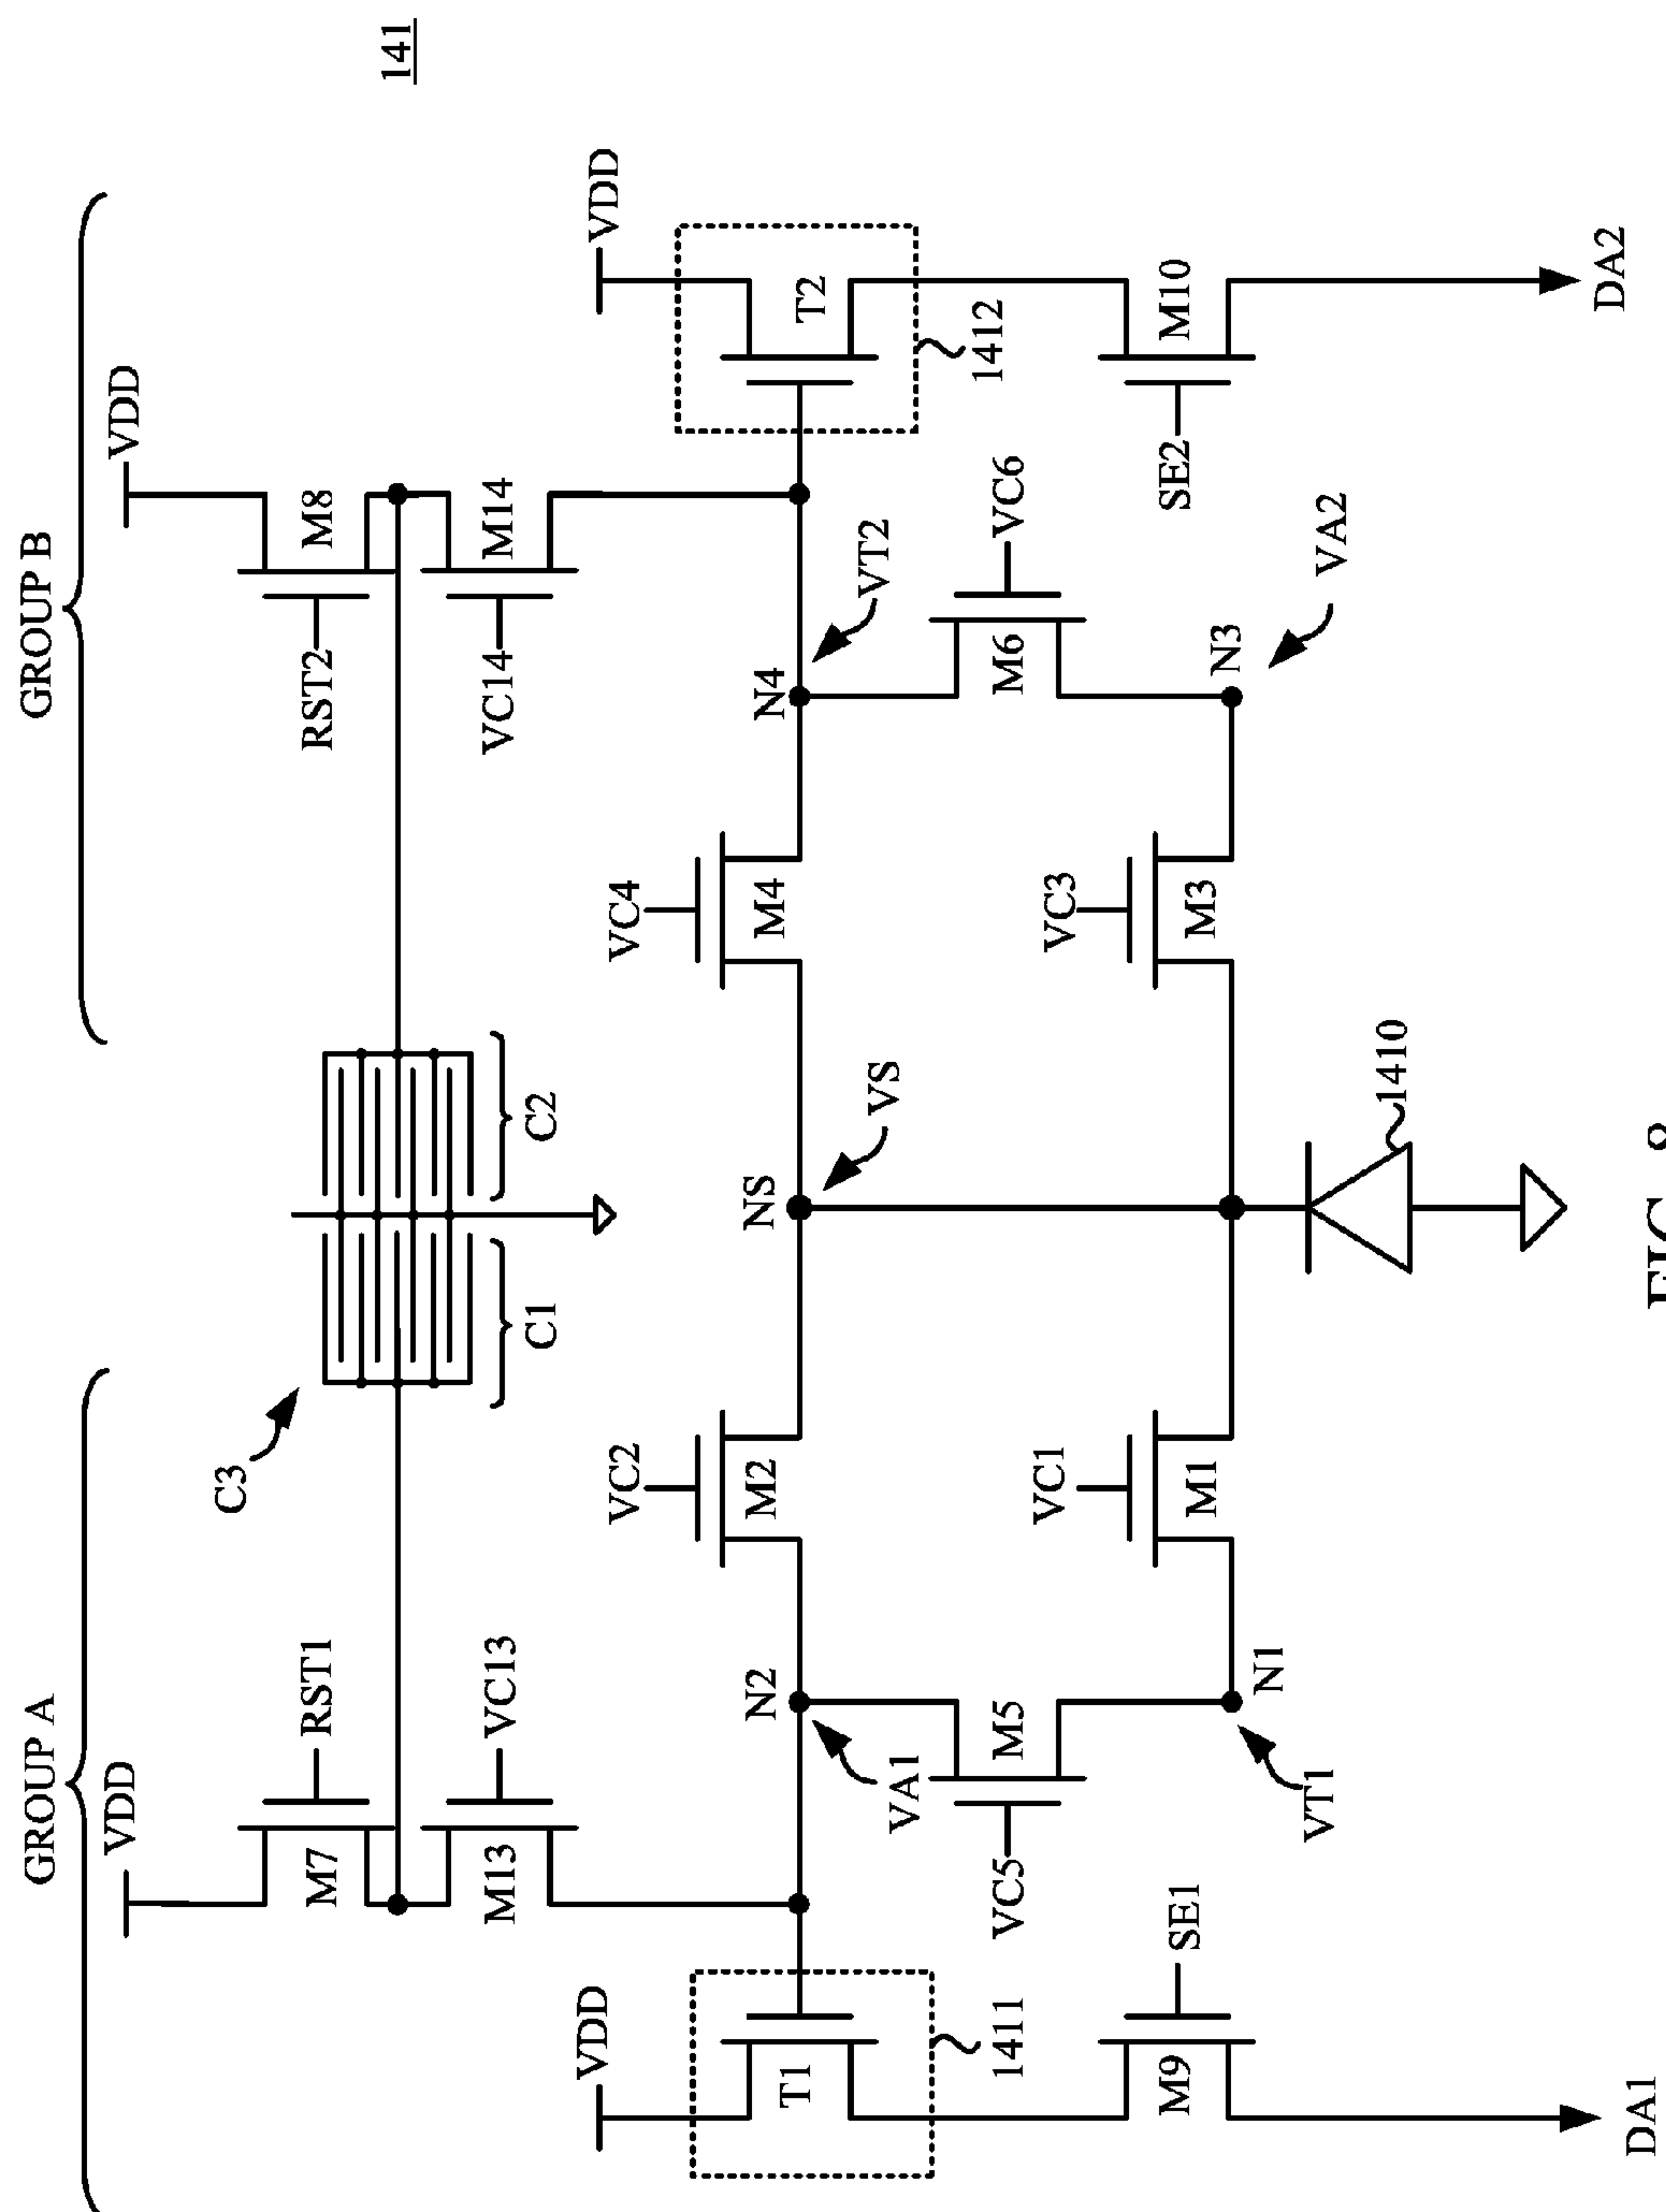 141
GROUP A
GROUP B
VDD
VDD
C3
M7
RST1
RST2
M8
M13
VC13
C1
C2
VC14
M14
VDD
VDD
VC2
VC4
T1
N2
M2
NS
M4
N4
T2
VA1
VS
VT2
1411
VC5
M5
M6
VC6
1412
VC1
VC3
M9
SE1
M1
M3
SE2
M10
N1
N3
VT1
VA2
1410
DA1
DA2
FIG. 8